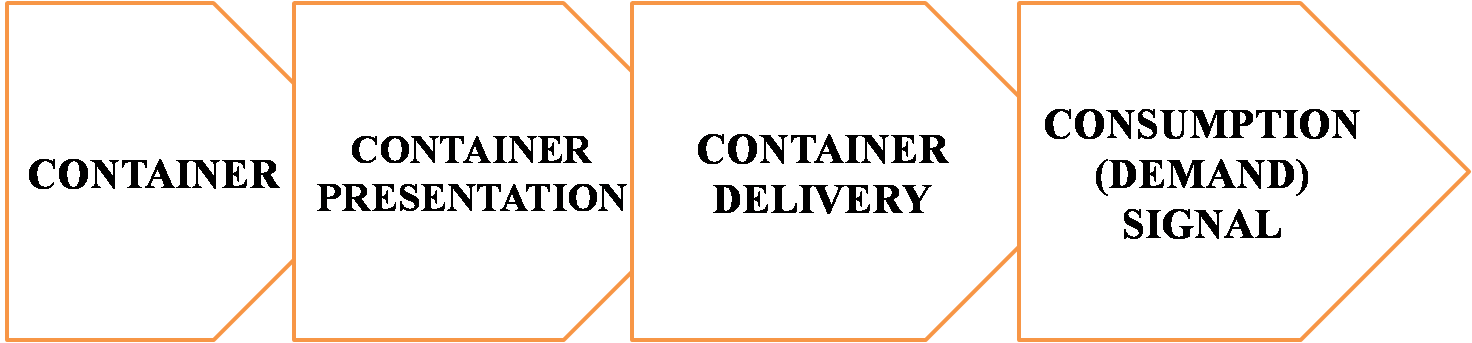 CONTAINER
CONTAINER
PRESENTATION
CONTAINER
DELIVERY
CONSUMPTION
(DEMAND)
SIGNAL